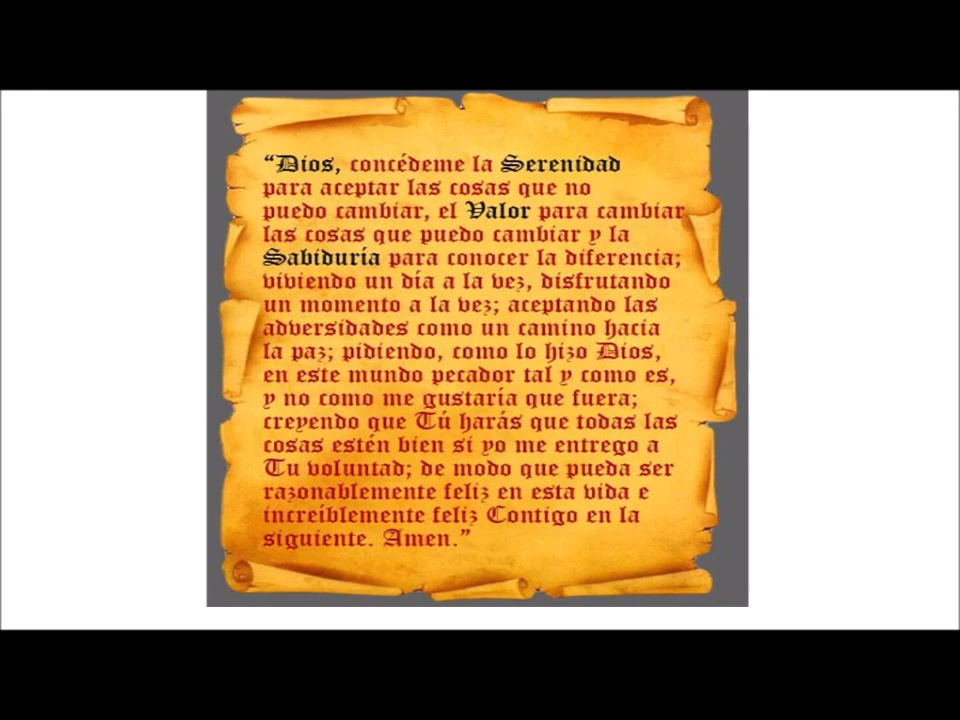 “Dios, concédeme la Serenidad
para aceptar las cosas que no
puedo cambiar, el Valor para cambiar
las cosas que puedo cambiar y la
Sabiduría para conocer la diferencia;
viviendo un día a la vez, disfrutando
un momento a la vez; aceptando las
adversidades como un camino hacia
la paz; pidiendo, como lo hizo Dios,
en este mundo pecador tal y como es,
y no como me gustaría que fuera;
creyendo que Tú harás que todas las
cosas estén bien si yo me entrego a
Tu voluntad; de modo que pueda ser
razonablemente feliz en esta vida e
increíblemente feliz Contigo en la
siguiente. Amen.”